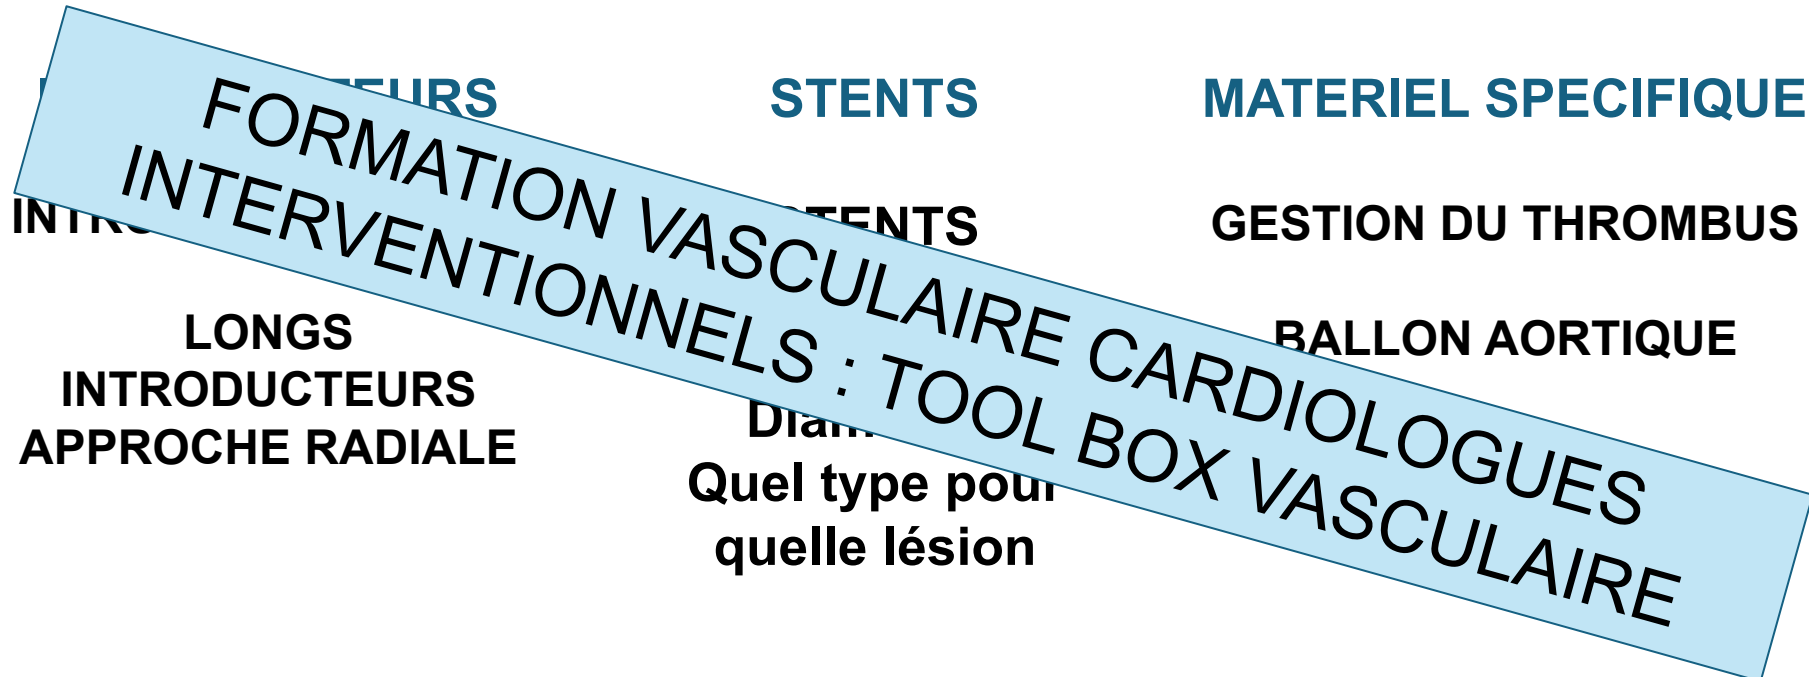 STENTS
MATERIEL SPECIFIQUE
GESTION DU THROMBUS
LONGS
INTRODUCTEURS
APPROCHE RADIALE
STENTS
Quel type pour
quelle lésion
BALLON AORTIQUE
FORMATION VASCULAIRE CARDIOLOGUES
INTERVENTIONNELS : TOOL BOX VASCULAIRE